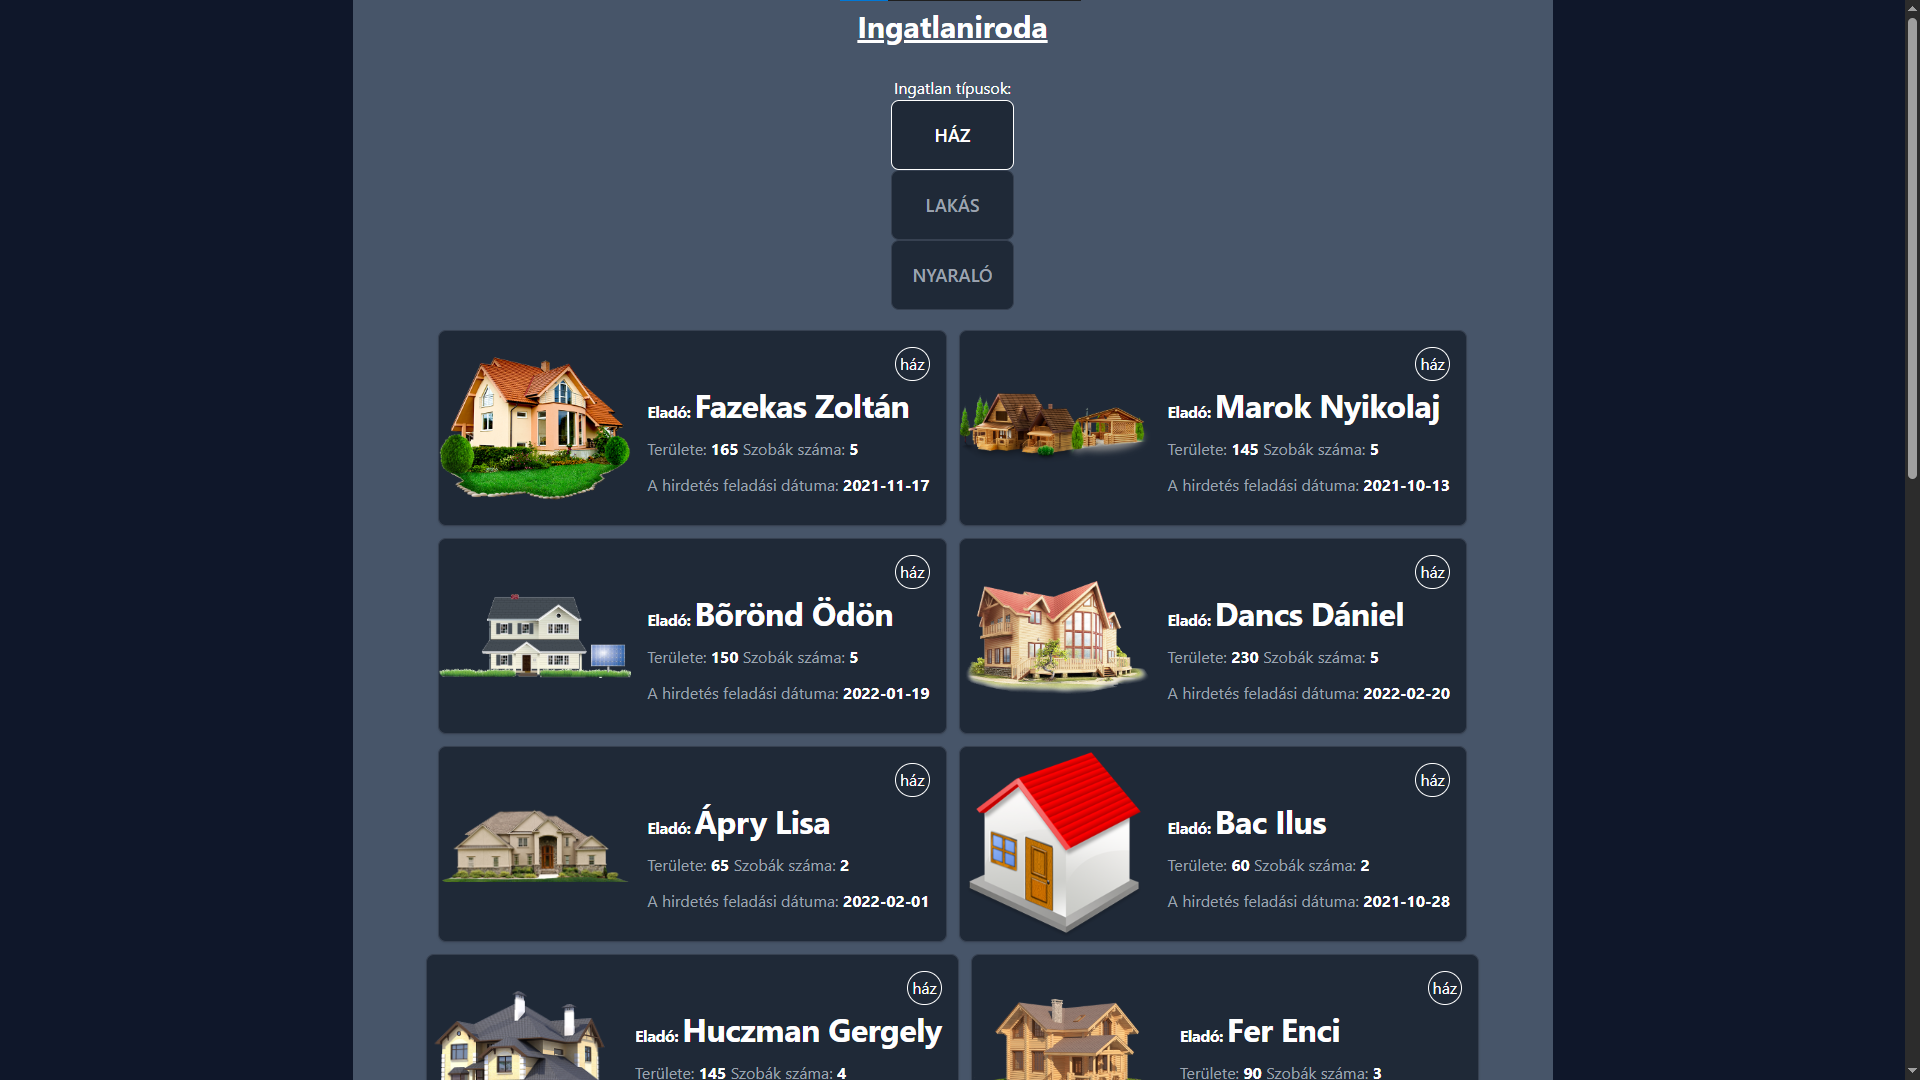 Ingatlaniroda
Ingatlan típusok:
HÁZ
LAKÁS
NYARALÓ
ház
Eladó: Fazekas Zoltán
Területe: 165 Szobák száma: 5
A hirdetés feladási dátuma: 2021-11-17
ház
Eladó: Marok Nyikolaj
Területe: 145 Szobák száma: 5
A hirdetés feladási dátuma: 2021-10-13
ház
Eladó: Bõrönd Ödön
Területe: 150 Szobák száma: 5
A hirdetés feladási dátuma: 2022-01-19
ház
Eladó: Dancs Dániel
Területe: 230 Szobák száma: 5
A hirdetés feladási dátuma: 2022-02-20
ház
Eladó: Ápry Lisa
Területe: 65 Szobák száma: 2
A hirdetés feladási dátuma: 2022-02-01
ház
Eladó: Bac Ilus
Területe: 60 Szobák száma: 2
A hirdetés feladási dátuma: 2021-10-28
ház
Eladó: Huczman Gergely
Területe: 145 Szobák száma: 4
ház
Eladó: Fer Enci
Területe: 90 Szobák száma: 3